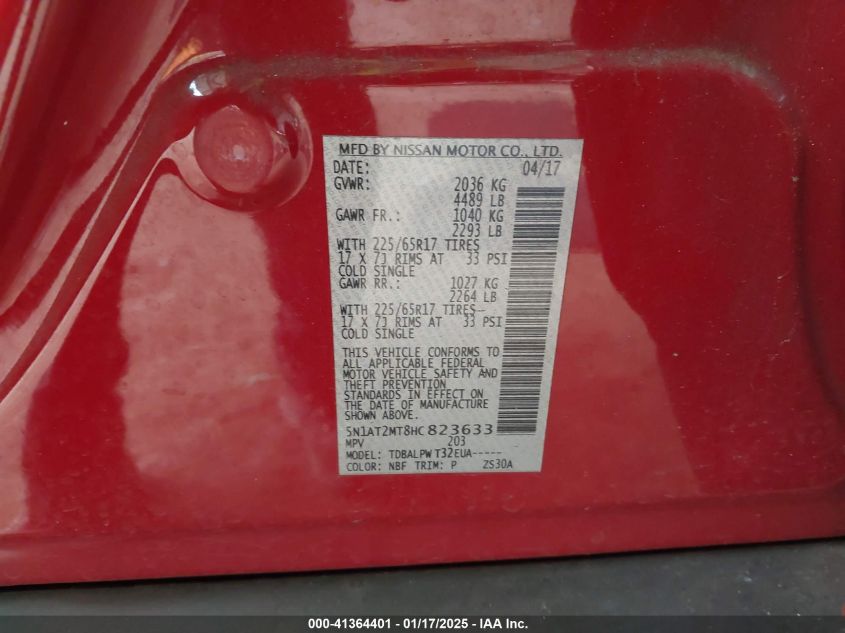 MFD BY NISSAN MOTOR CO., LTD.
DATE: 04/17
GVWR: 2036 KG
4489 LB
GAWR FR.: 1040 KG
2293 LB
WITH 225/65R17 TIRES
17 X 7J RIMS AT 33 PSI
COLD SINGLE
GAWR RR.: 1027 KG
2264 LB
WITH 225/65R17 TIRES--
17 X 7J RIMS AT 33 PSI
COLD SINGLE
THIS VEHICLE CONFORMS TO
ALL APPLICABLE FEDERAL
MOTOR VEHICLE SAFETY AND
THEFT PREVENTION
STANDARDS IN EFFECT ON
THE DATE OF MANUFACTURE
SHOWN ABOVE.
5N1AT2MT8HC823633
MPV 203
MODEL: TDBALPW T32EUA-----
COLOR: NBF TRIM: P ZS30A
000-41364401 - 01/17/2025 - IAA Inc.